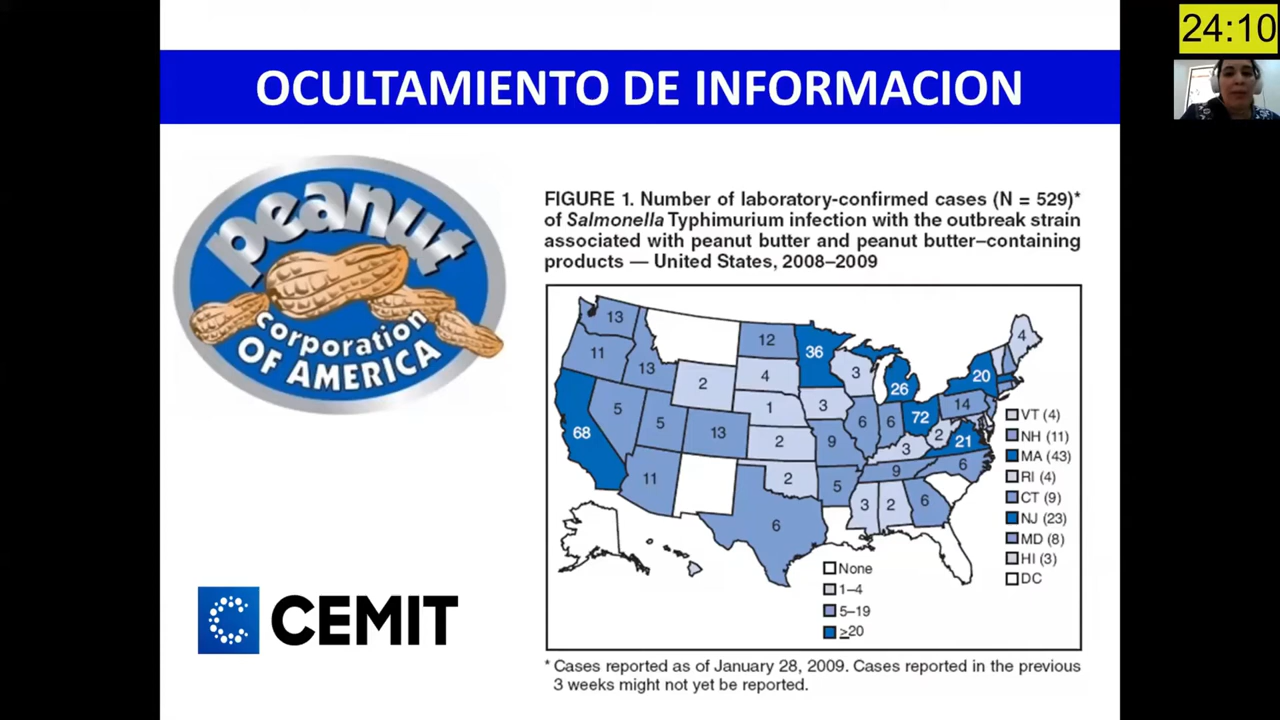 24:10
OCULTAMIENTO DE INFORMACION
peanut
corporation
OF AMERICA
FIGURE 1. Number of laboratory-confirmed cases (N = 529)*
of Salmonella Typhimurium infection with the outbreak strain
associated with peanut butter and peanut butter–containing
products — United States, 2008–2009
13
12
36
4
11
13
2
4
3
26
20
5
1
3
14
68
5
13
2
6
6
72
2
21
9
3
11
2
5
9
6
6
3
2
6
VT (4)
NH (11)
MA (43)
RI (4)
CT (9)
NJ (23)
MD (8)
HI (3)
DC
None
1–4
5–19
≥20
* Cases reported as of January 28, 2009. Cases reported in the previous
3 weeks might not yet be reported.
CEMIT